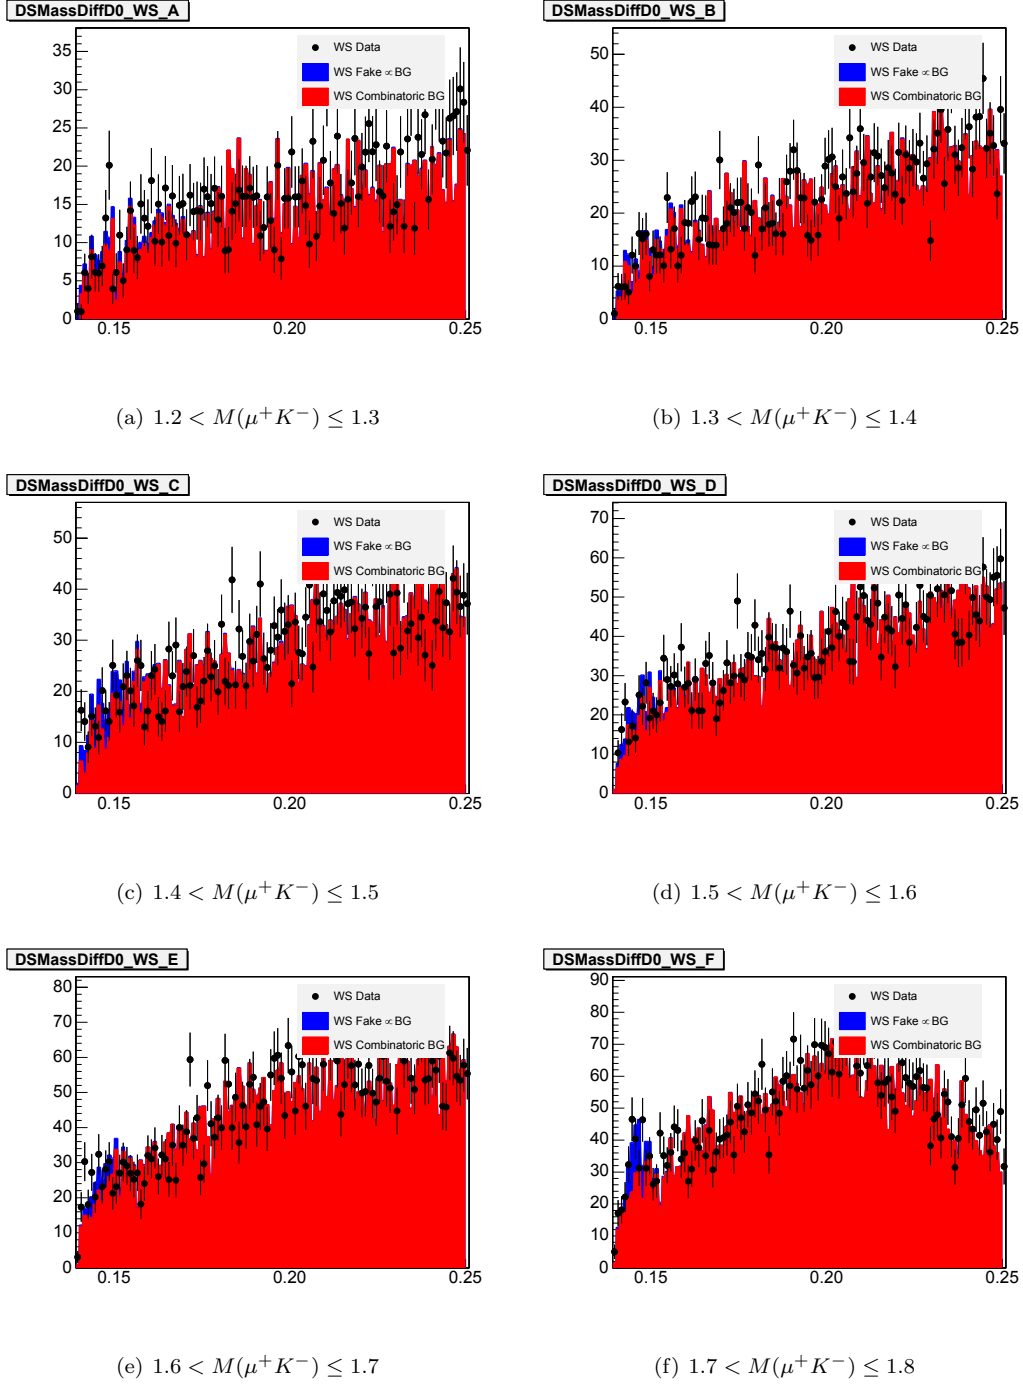 DSMassDiffD0_WS_A
WS Data
WS Fake ∝ BG
WS Combinatoric BG
35
30
25
20
15
10
5
0
0.15 0.20 0.25
(a) 1.2 < M(μ⁺K⁻) ≤ 1.3
DSMassDiffD0_WS_B
WS Data
WS Fake ∝ BG
WS Combinatoric BG
50
40
30
20
10
0
0.15 0.20 0.25
(b) 1.3 < M(μ⁺K⁻) ≤ 1.4
DSMassDiffD0_WS_C
WS Data
WS Fake ∝ BG
WS Combinatoric BG
50
40
30
20
10
0
0.15 0.20 0.25
(c) 1.4 < M(μ⁺K⁻) ≤ 1.5
DSMassDiffD0_WS_D
WS Data
WS Fake ∝ BG
WS Combinatoric BG
70
60
50
40
30
20
10
0
0.15 0.20 0.25
(d) 1.5 < M(μ⁺K⁻) ≤ 1.6
DSMassDiffD0_WS_E
WS Data
WS Fake ∝ BG
WS Combinatoric BG
80
70
60
50
40
30
20
10
0
0.15 0.20 0.25
(e) 1.6 < M(μ⁺K⁻) ≤ 1.7
DSMassDiffD0_WS_F
WS Data
WS Fake ∝ BG
WS Combinatoric BG
90
80
70
60
50
40
30
20
10
0
0.15 0.20 0.25
(f) 1.7 < M(μ⁺K⁻) ≤ 1.8